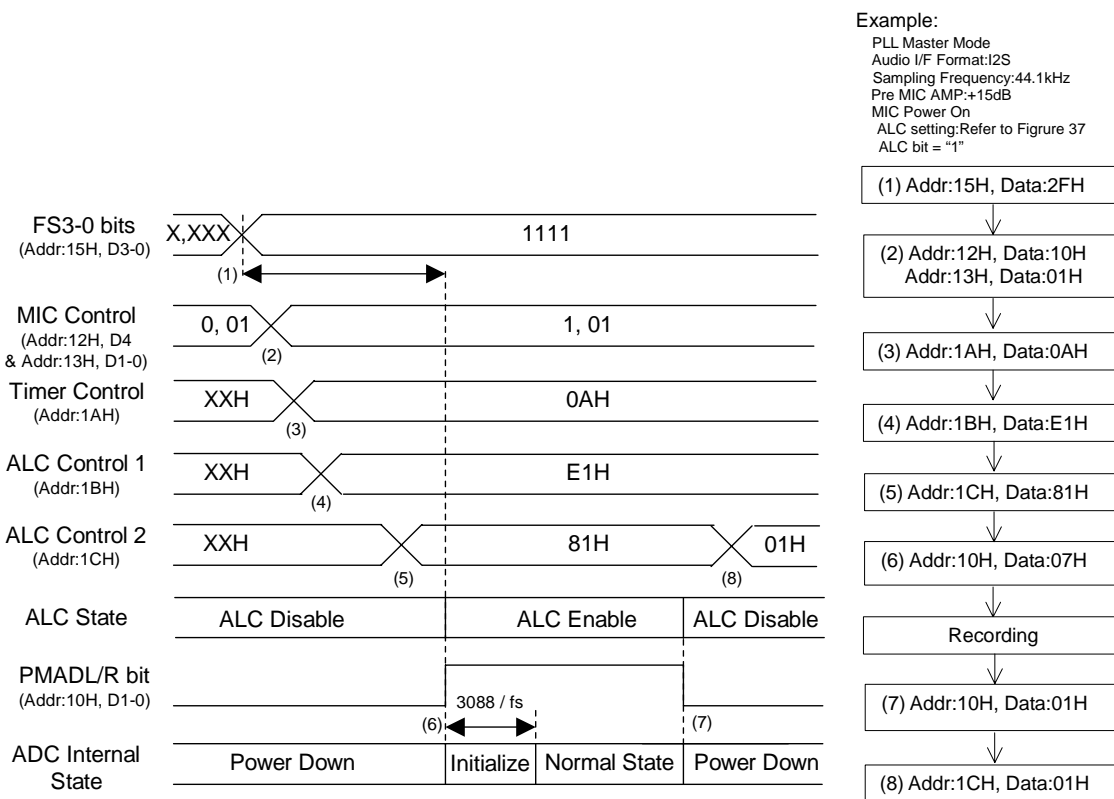 Example:
PLL Master Mode
Audio I/F Format:I2S
Sampling Frequency:44.1kHz
Pre MIC AMP:+15dB
MIC Power On
ALC setting:Refer to Figrure 37
ALC bit = “1”
FS3-0 bits
(Addr:15H, D3-0)
X,XXX
1111
(1)
MIC Control
(Addr:12H, D4
& Addr:13H, D1-0)
0, 01
1, 01
(2)
Timer Control
(Addr:1AH)
XXH
0AH
(3)
ALC Control 1
(Addr:1BH)
XXH
E1H
(4)
ALC Control 2
(Addr:1CH)
XXH
81H
01H
(5)
(8)
ALC State
ALC Disable
ALC Enable
ALC Disable
PMADL/R bit
(Addr:10H, D1-0)
3088 / fs
(6)
(7)
ADC Internal
State
Power Down
Initialize
Normal State
Power Down
(1) Addr:15H, Data:2FH
(2) Addr:12H, Data:10H
Addr:13H, Data:01H
(3) Addr:1AH, Data:0AH
(4) Addr:1BH, Data:E1H
(5) Addr:1CH, Data:81H
(6) Addr:10H, Data:07H
Recording
(7) Addr:10H, Data:01H
(8) Addr:1CH, Data:01H